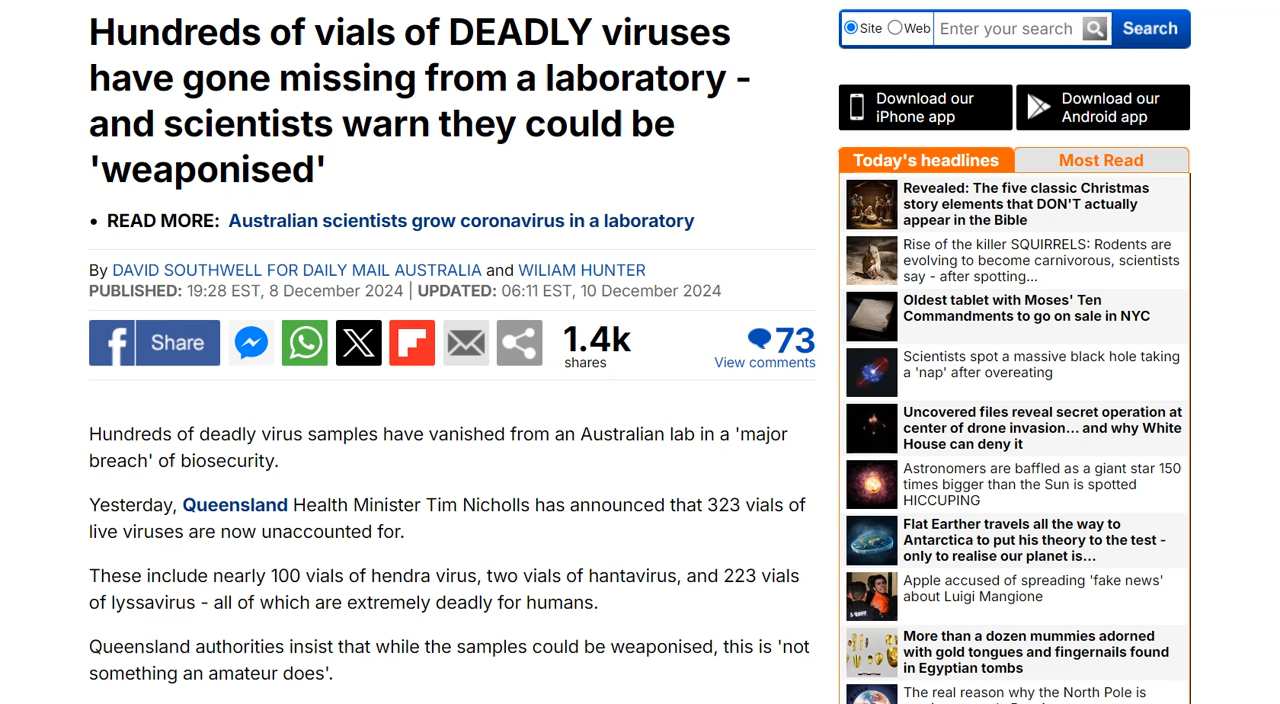 Hundreds of vials of DEADLY viruses
have gone missing from a laboratory -
and scientists warn they could be
'weaponised'
• READ MORE: Australian scientists grow coronavirus in a laboratory
By DAVID SOUTHWELL FOR DAILY MAIL AUSTRALIA and WILIAM HUNTER
PUBLISHED: 19:28 EST, 8 December 2024 | UPDATED: 06:11 EST, 10 December 2024
Share
1.4k
shares
73
View comments
Hundreds of deadly virus samples have vanished from an Australian lab in a 'major
breach' of biosecurity.
Yesterday, Queensland Health Minister Tim Nicholls has announced that 323 vials of
live viruses are now unaccounted for.
These include nearly 100 vials of hendra virus, two vials of hantavirus, and 223 vials
of lyssavirus - all of which are extremely deadly for humans.
Queensland authorities insist that while the samples could be weaponised, this is 'not
something an amateur does'.
Site Web Enter your search Search
Download our
iPhone app
Download our
Android app
Today's headlines Most Read
Revealed: The five classic Christmas
story elements that DON'T actually
appear in the Bible
Rise of the killer SQUIRRELS: Rodents are
evolving to become carnivorous, scientists
say - after spotting...
Oldest tablet with Moses' Ten
Commandments to go on sale in NYC
Scientists spot a massive black hole taking
a 'nap' after overeating
Uncovered files reveal secret operation at
center of drone invasion... and why White
House can deny it
Astronomers are baffled as a giant star 150
times bigger than the Sun is spotted
HICCUPING
Flat Earther travels all the way to
Antarctica to put his theory to the test -
only to realise our planet is...
Apple accused of spreading 'fake news'
about Luigi Mangione
More than a dozen mummies adorned
with gold tongues and fingernails found
in Egyptian tombs
The real reason why the North Pole is